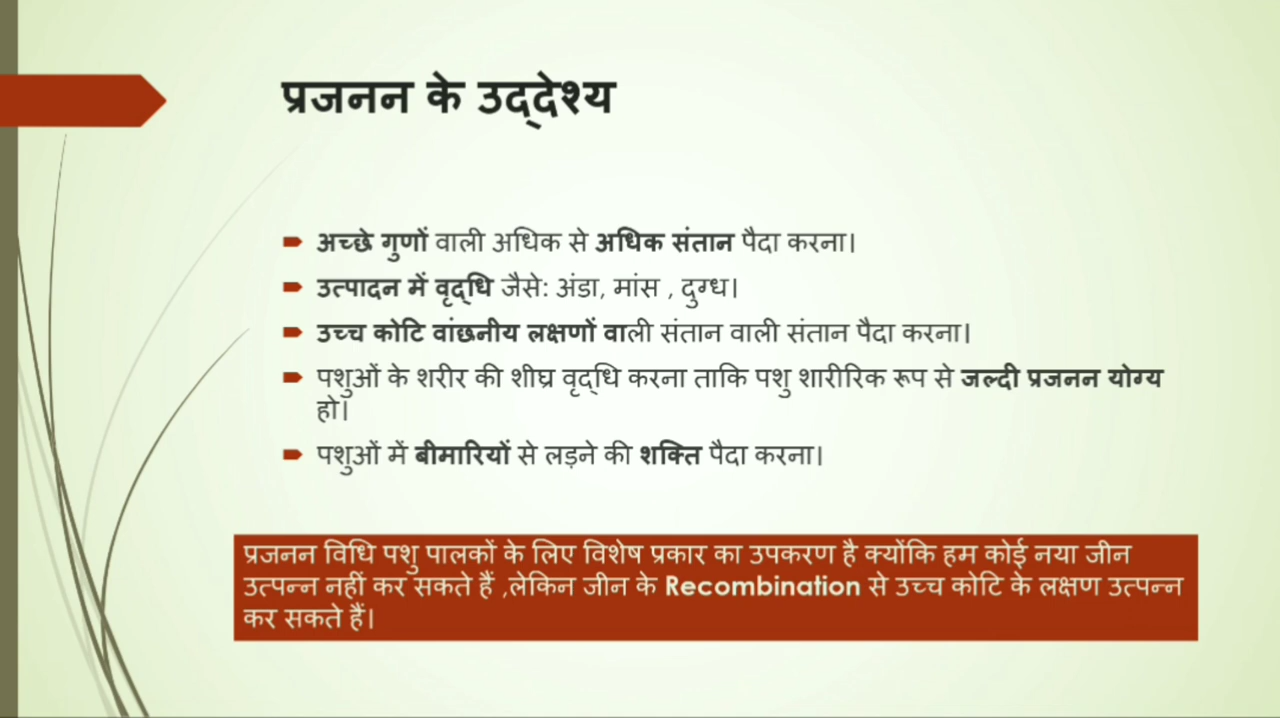 प्रजनन के उद्देश्य
अच्छे गुणों वाली अधिक से अधिक संतान पैदा करना।
उत्पादन में वृद्धि जैसे: अंडा, मांस , दुग्ध।
उच्च कोटि वांछनीय लक्षणों वाली संतान वाली संतान पैदा करना।
पशुओं के शरीर की शीघ्र वृद्धि करना ताकि पशु शारीरिक रूप से जल्दी प्रजनन योग्य
हो।
पशुओं में बीमारियों से लड़ने की शक्ति पैदा करना।
प्रजनन विधि पशु पालकों के लिए विशेष प्रकार का उपकरण है क्योंकि हम कोई नया जीन
उत्पन्न नहीं कर सकते हैं ,लेकिन जीन के Recombination से उच्च कोटि के लक्षण उत्पन्न
कर सकते हैं।